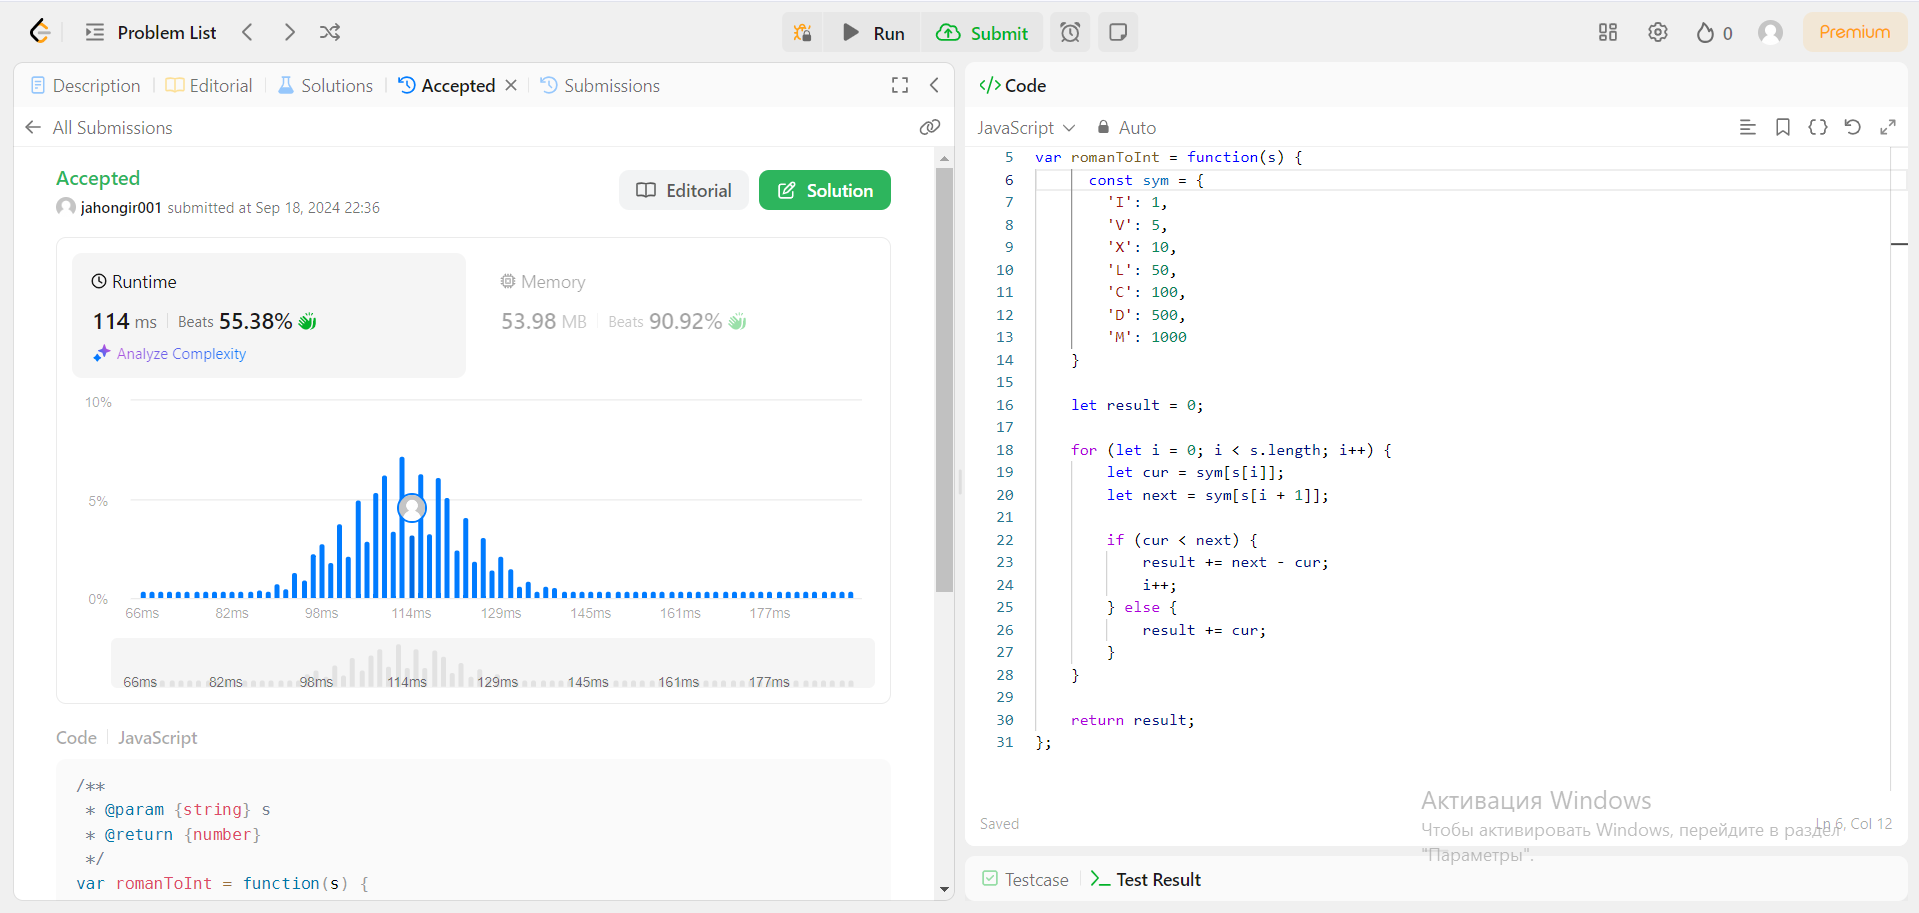 Problem List
Run
Submit
0
Premium
Description
Editorial
Solutions
Accepted
Submissions
All Submissions
Accepted
jahongir001 submitted at Sep 18, 2024 22:36
Editorial
Solution
Runtime
114 ms
Beats 55.38%
Analyze Complexity
Memory
53.98 MB
Beats 90.92%
10%
5%
0%
66ms 82ms 98ms 114ms 129ms 145ms 161ms 177ms
66ms 82ms 98ms 114ms 129ms 145ms 161ms 177ms
Code
JavaScript
/**
* @param {string} s
* @return {number}
*/
var romanToInt = function(s) {
</> Code
JavaScript
Auto
5 var romanToInt = function(s) {
6 const sym = {
7 'I': 1,
8 'V': 5,
9 'X': 10,
10 'L': 50,
11 'C': 100,
12 'D': 500,
13 'M': 1000
14 }
15
16 let result = 0;
17
18 for (let i = 0; i < s.length; i++) {
19 let cur = sym[s[i]];
20 let next = sym[s[i + 1]];
21
22 if (cur < next) {
23 result += next - cur;
24 i++;
25 } else {
26 result += cur;
27 }
28 }
29
30 return result;
31 };
Saved
Ln 6, Col 12
Активация Windows
Чтобы активировать Windows, перейдите в раздел
"Параметры".
Testcase
Test Result